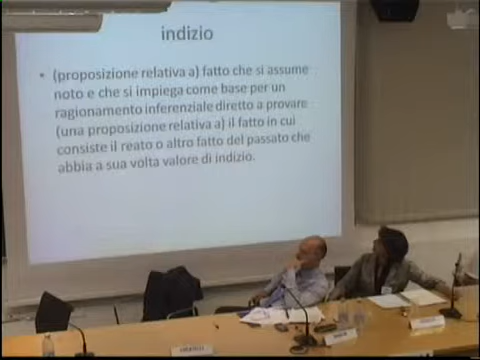 indizio
• (proposizione relativa a) fatto che si assume
noto e che si impiega come base per un
ragionamento inferenziale diretto a provare
(una proposizione relativa a) il fatto in cui
consiste il reato o altro fatto del passato che
abbia a sua volta valore di indizio.